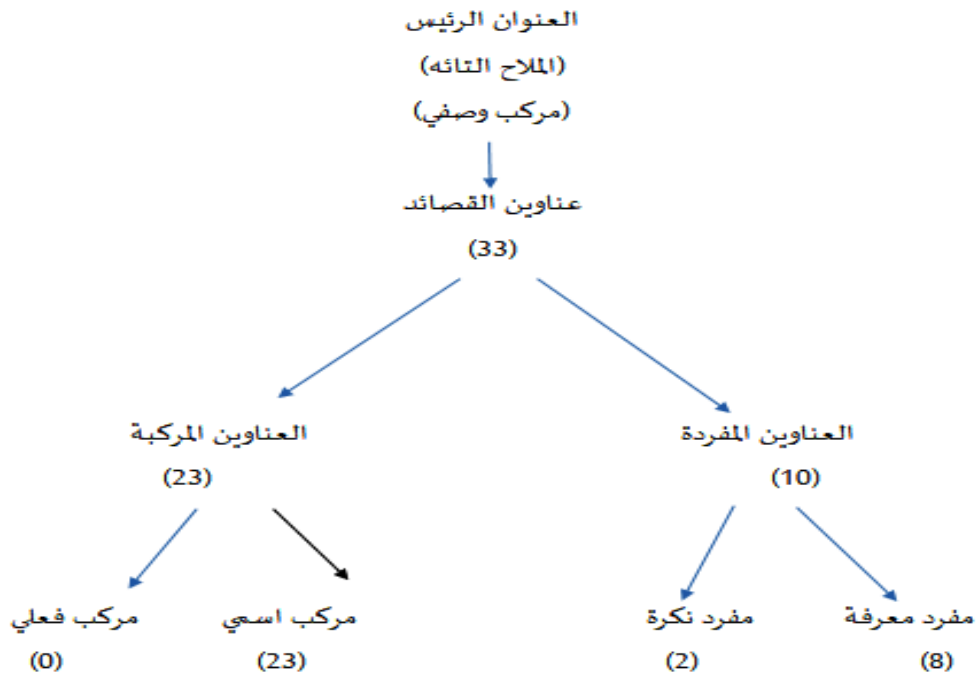 العنوان الرئيس
(الملاح التائه)
(مركب وصفي)
عناوين القصائد
(33)
العناوين المفردة
(10)
العناوين المركبة
(23)
مفرد معرفة
(8)
مفرد نكرة
(2)
مركب اسمي
(23)
مركب فعلي
(0)